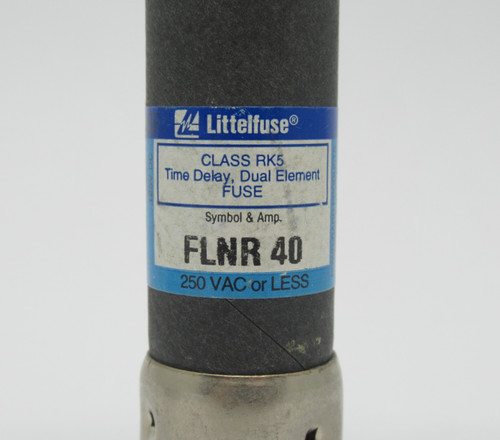 Littelfuse®
CLASS RK5
Time Delay, Dual Element
FUSE
Symbol & Amp.
FLNR 40
250 VAC or LESS